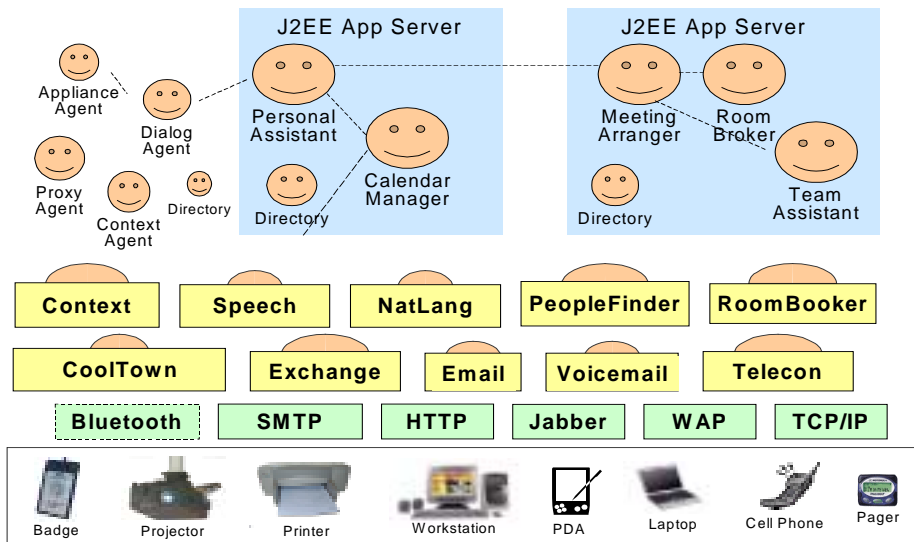 J2EE App Server
J2EE App Server
Appliance
Agent
Dialog
Agent
Personal
Assistant
Meeting
Arranger
Room
Broker
Proxy
Agent
Context
Agent
Directory
Directory
Calendar
Manager
Directory
Team
Assistant
Context
Speech
NatLang
PeopleFinder
RoomBooker
CoolTown
Exchange
Email
Voicemail
Telecon
Bluetooth
SMTP
HTTP
Jabber
WAP
TCP/IP
Badge
Projector
Printer
Workstation
PDA
Laptop
Cell Phone
Pager